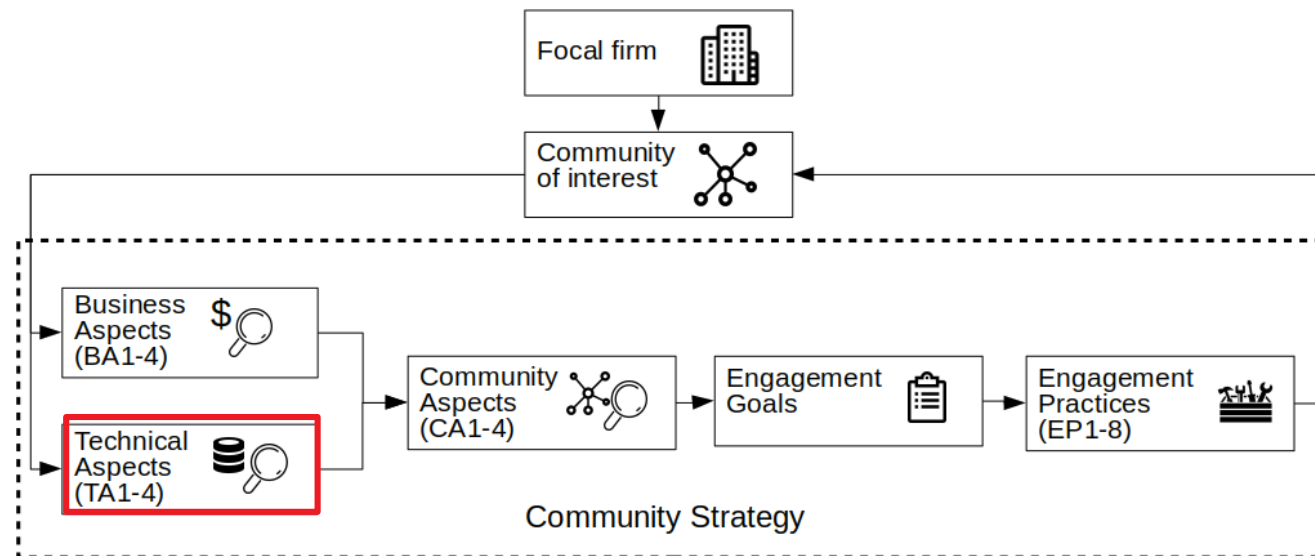 Focal firm
Community
of interest
Business
Aspects
(BA1-4)
$
Technical
Aspects
(TA1-4)
Community
Aspects
(CA1-4)
Engagement
Goals
Engagement
Practices
(EP1-8)
Community Strategy